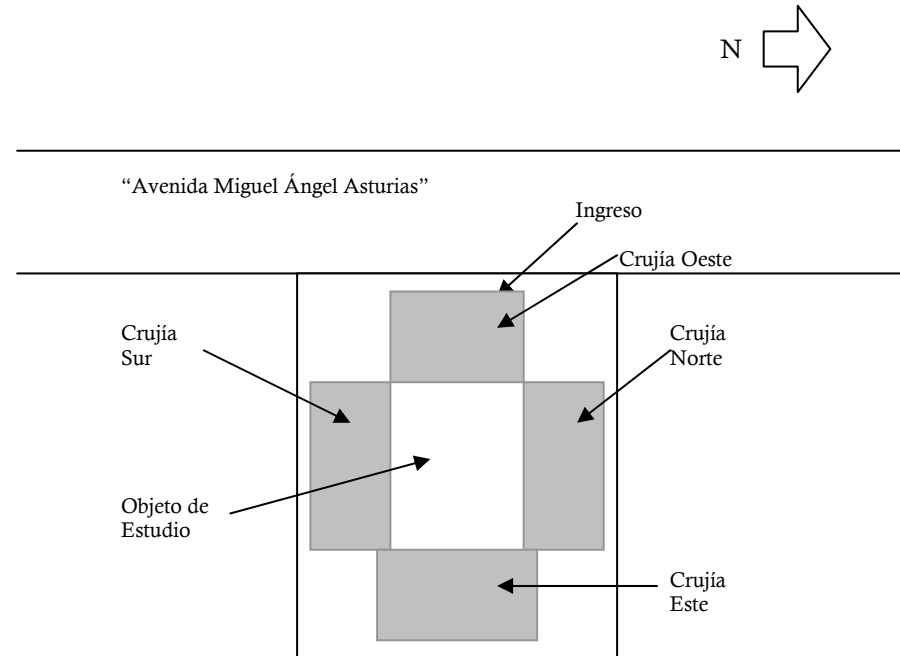 N
“Avenida Miguel Ángel Asturias”
Ingreso
Crujía Oeste
Crujía
Sur
Crujía
Norte
Objeto de
Estudio
Crujía
Este